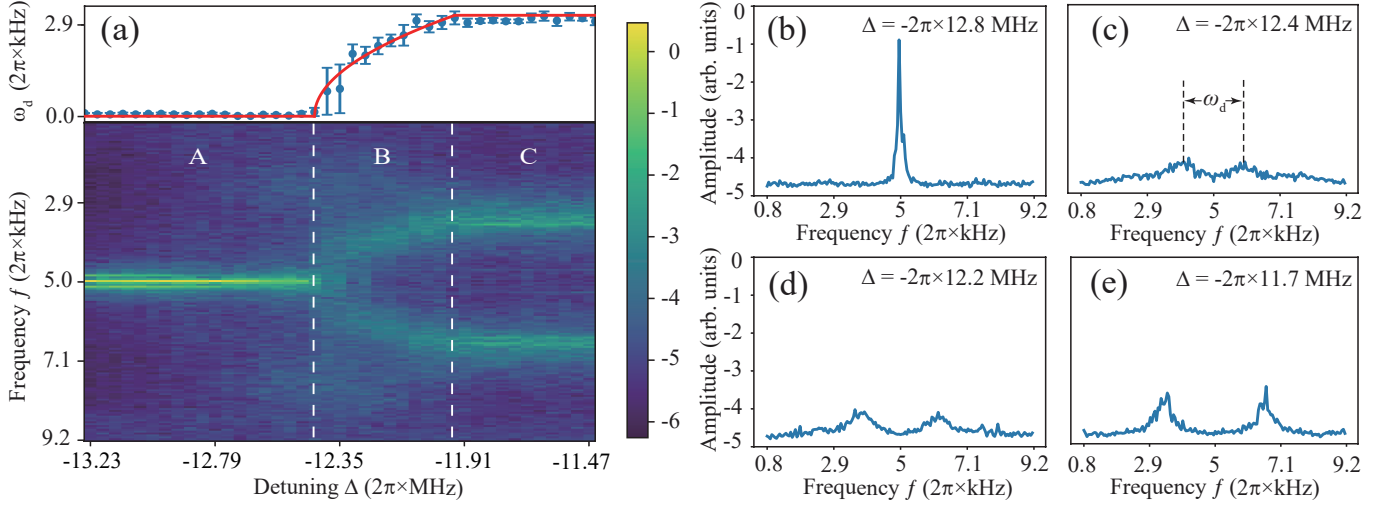 (a)
ω_d (2π×kHz)
2.9
0.0
A
B
C
Frequency f (2π×kHz)
2.9
5.0
7.1
9.2
-13.23
-12.79
-12.35
-11.91
-11.47
Detuning Δ (2π×MHz)
0
-1
-2
-3
-4
-5
-6
(b)
Δ = -2π×12.8 MHz
Amplitude (arb. units)
0
-1
-2
-3
-4
-5
0.8
2.9
5
7.1
9.2
Frequency f (2π×kHz)
(c)
Δ = -2π×12.4 MHz
ω_d
0.8
2.9
5
7.1
9.2
Frequency f (2π×kHz)
(d)
Δ = -2π×12.2 MHz
Amplitude (arb. units)
0
-1
-2
-3
-4
-5
0.8
2.9
5
7.1
9.2
Frequency f (2π×kHz)
(e)
Δ = -2π×11.7 MHz
0.8
2.9
5
7.1
9.2
Frequency f (2π×kHz)